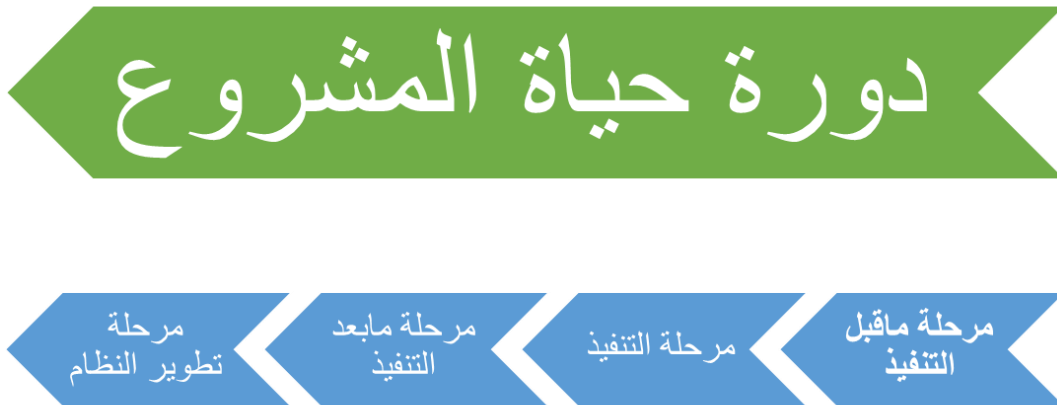 دورة حياة المشروع
مرحلة ماقبل
التنفيذ
مرحلة التنفيذ
مرحلة مابعد
التنفيذ
مرحلة
تطوير النظام